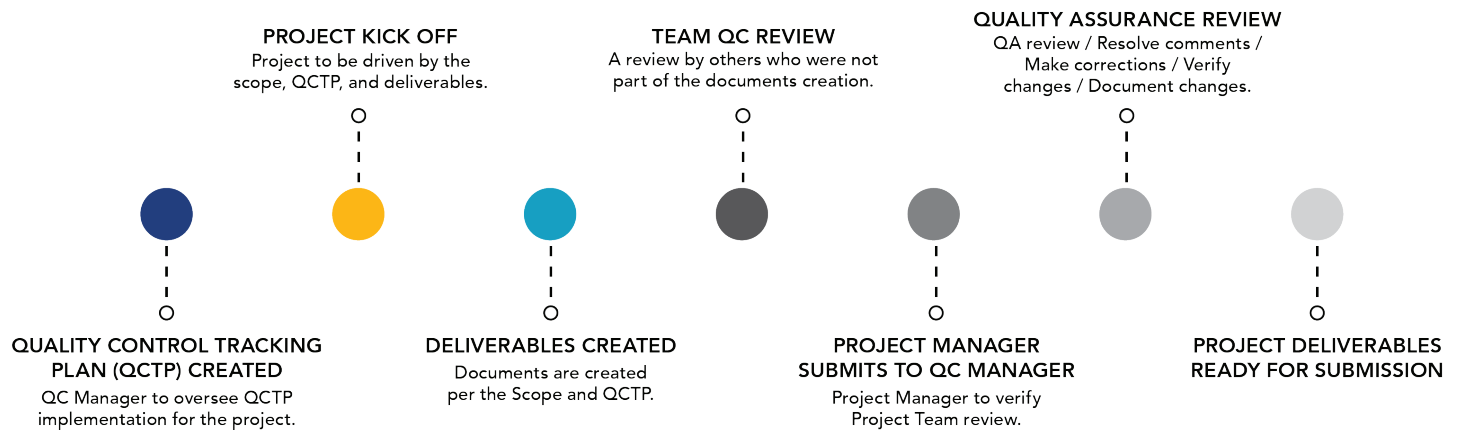 QUALITY CONTROL TRACKING
PLAN (QCTP) CREATED
QC Manager to oversee QCTP
implementation for the project.
PROJECT KICK OFF
Project to be driven by the
scope, QCTP, and deliverables.
DELIVERABLES CREATED
Documents are created
per the Scope and QCTP.
TEAM QC REVIEW
A review by others who were not
part of the documents creation.
PROJECT MANAGER
SUBMITS TO QC MANAGER
Project Manager to verify
Project Team review.
QUALITY ASSURANCE REVIEW
QA review / Resolve comments /
Make corrections / Verify
changes / Document changes.
PROJECT DELIVERABLES
READY FOR SUBMISSION